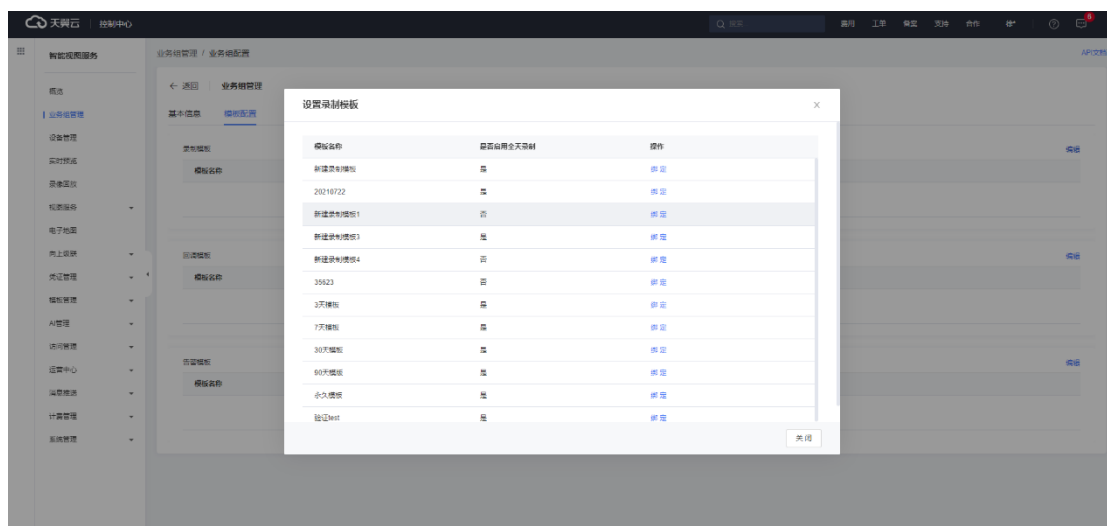 天翼云 控制中心 搜索 费用 工单 备案 支持 合作 6
智能视图服务 业务组管理 / 业务组配置 API文档
概览 ← 返回 业务组管理
业务组管理 基本信息 模板配置
设备管理
实时预览
录像回放
视图服务
电子地图
向上级联
凭证管理
模板管理
AI管理
访问管理
运营中心
消息推送
计费管理
系统管理
录制模板 编辑
模板名称
回调模板 编辑
模板名称
告警模板 编辑
模板名称
设置录制模板 ×
模板名称 是否启用全天录制 操作
新建录制模板 是 绑定
20210722 是 绑定
新建录制模板1 否 绑定
新建录制模板3 是 绑定
新建录制模板4 否 绑定
35623 否 绑定
3天模板 是 绑定
7天模板 是 绑定
30天模板 是 绑定
90天模版 是 绑定
永久模板 是 绑定
验证test 是 绑定
关闭